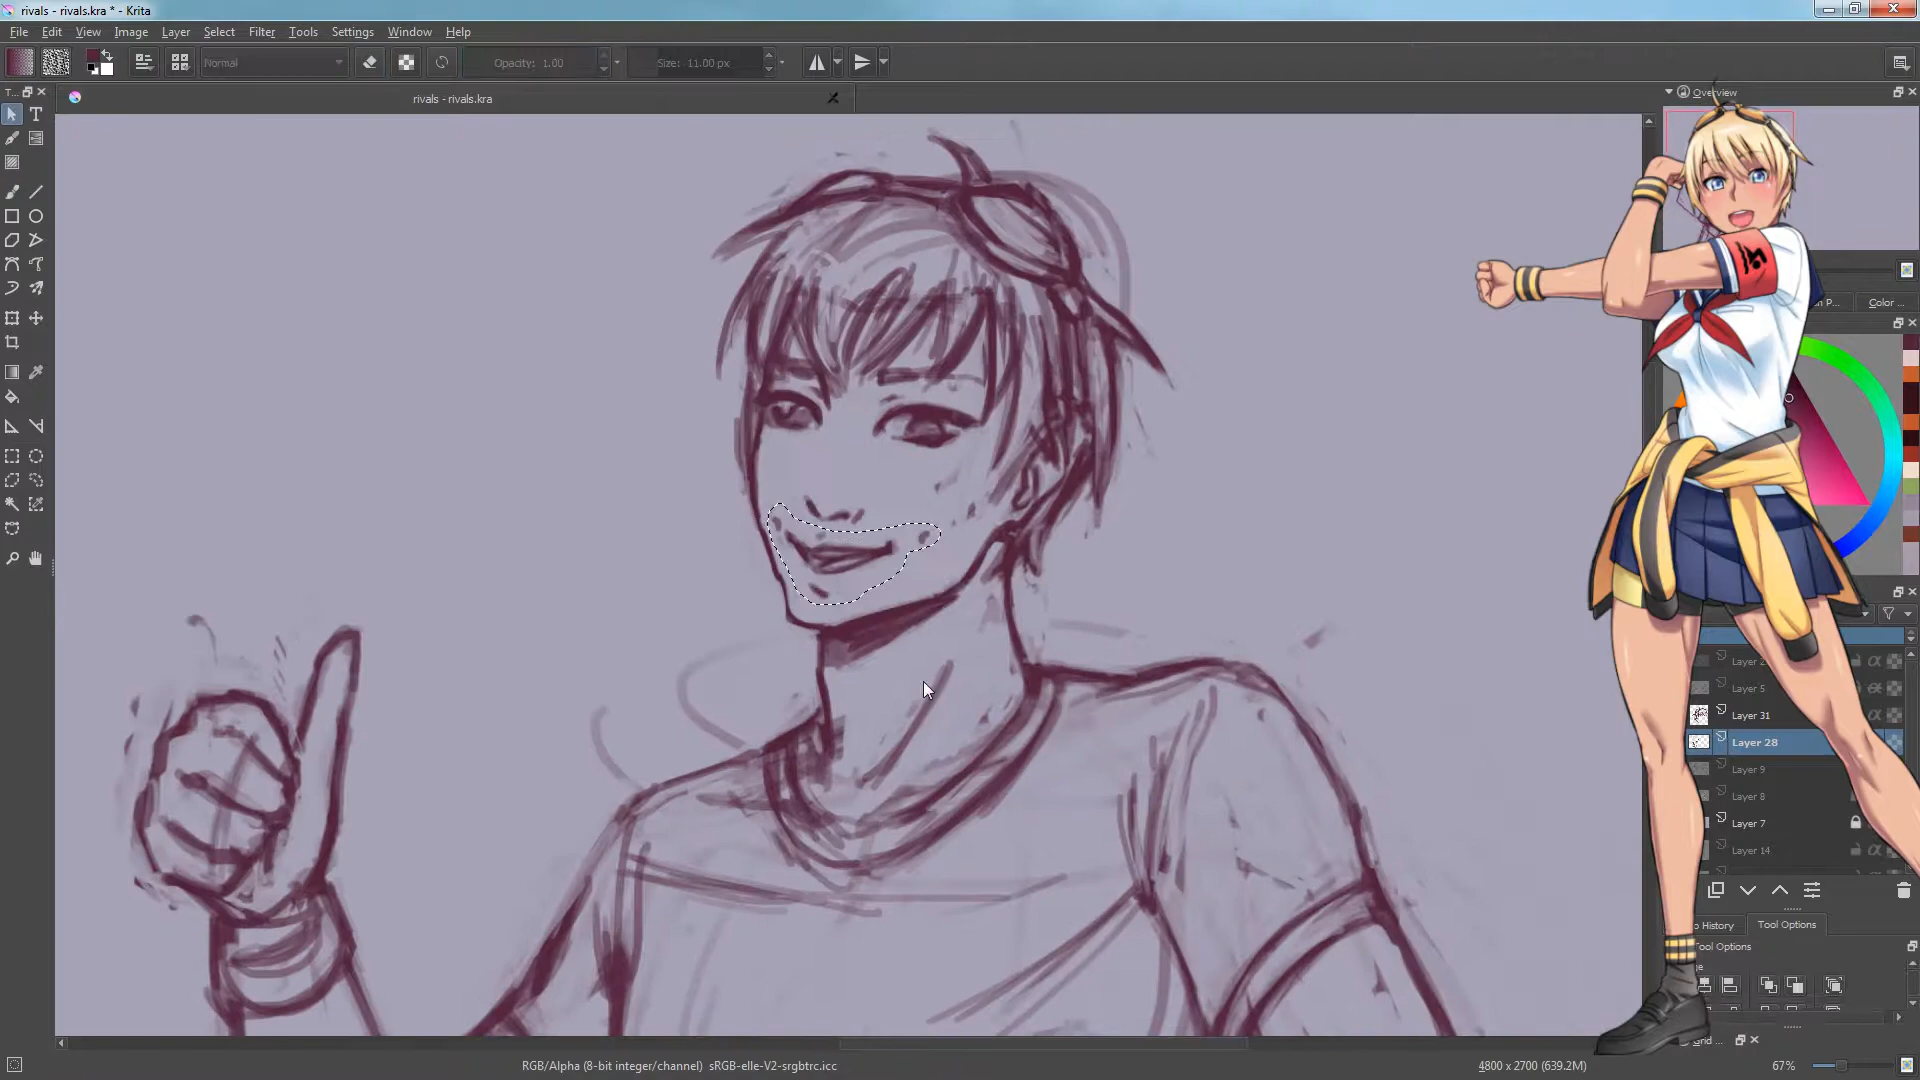 rivals - rivals.kra * - Krita
File Edit View Image Layer Select Filter Tools Settings Window Help
Normal Opacity: 1.00 Size: 11.00 px
T... rivals - rivals.kra Overview
Color ...
Layer 5
Layer 31
Layer 28
Layer 9
Layer 8
Layer 7
Layer 14
History Tool Options
Tool Options
RGB/Alpha (8-bit integer/channel) sRGB-elle-V2-srgbtrc.icc 4800 x 2700 (639.2M) 67%